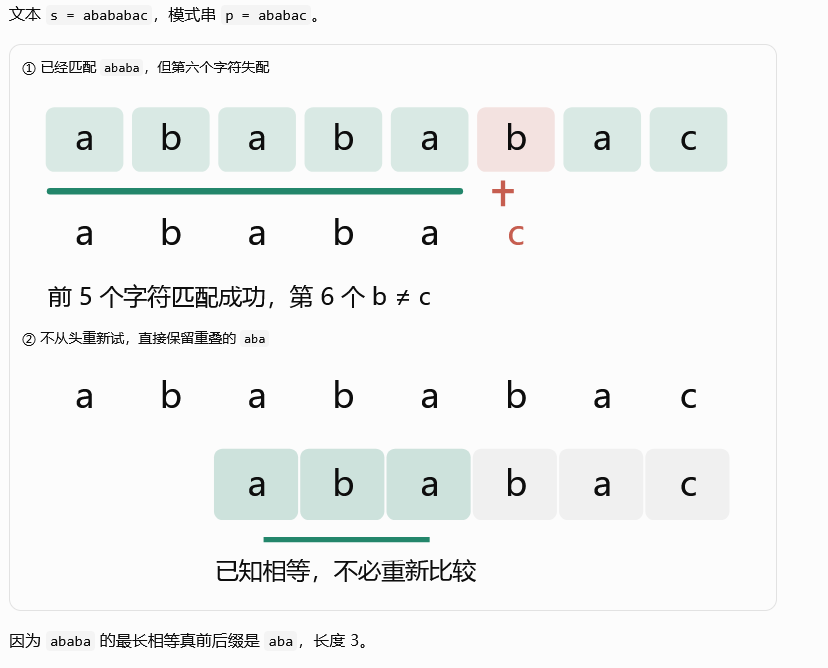 文本 s = abababac，模式串 p = ababac。
① 已经匹配 ababa，但第六个字符失配
a b a b a b a c
a b a b a c
前 5 个字符匹配成功，第 6 个 b ≠ c
② 不从头重新试，直接保留重叠的 aba
a b a b a b a c
a b a b a c
已知相等，不必重新比较
因为 ababa 的最长相等真前后缀是 aba，长度 3。